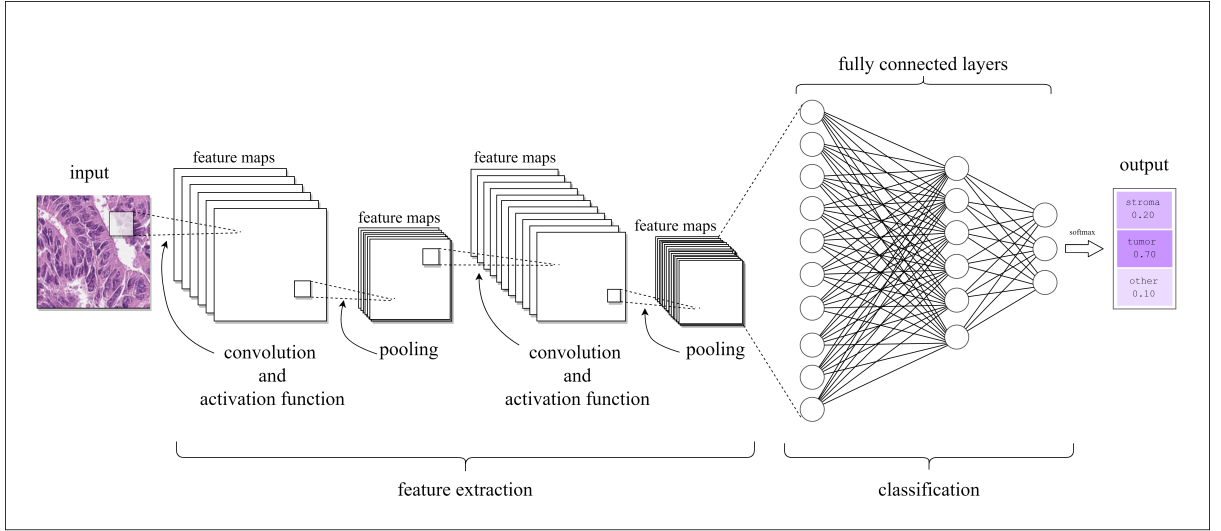 fully connected layers
input
feature maps
feature maps
output
feature maps
feature maps
stroma
0.20
softmax
tumor
0.70
other
0.10
convolution
and
activation function
pooling
convolution
and
activation function
pooling
feature extraction
classification